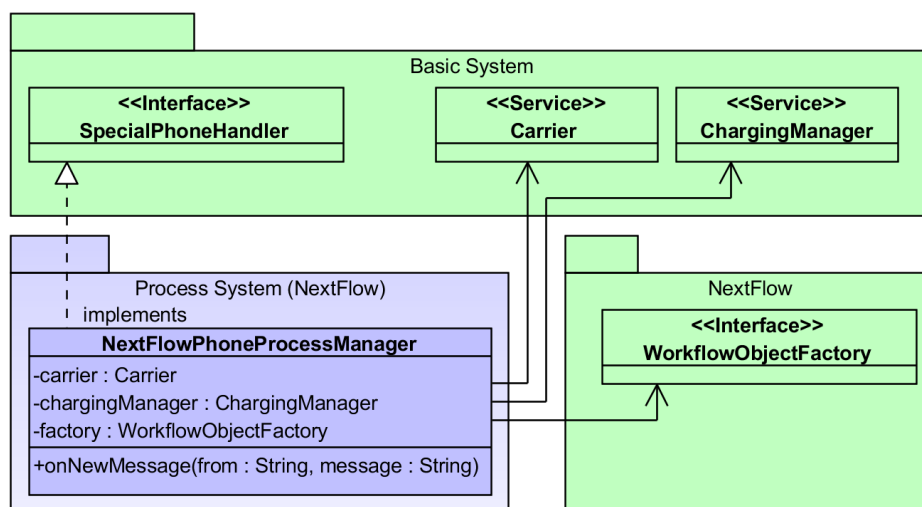 Basic System
<<Interface>>
SpecialPhoneHandler
<<Service>>
Carrier
<<Service>>
ChargingManager
Process System (NextFlow)
implements
NextFlowPhoneProcessManager
-carrier : Carrier
-chargingManager : ChargingManager
-factory : WorkflowObjectFactory
+onNewMessage(from : String, message : String)
NextFlow
<<Interface>>
WorkflowObjectFactory